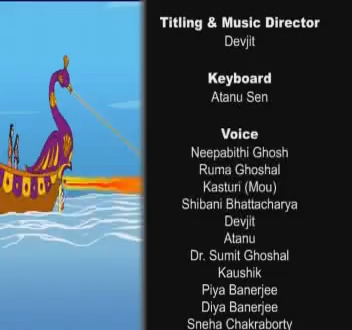 Titling & Music Director
Devjit
Keyboard
Atanu Sen
Voice
Neepabithi Ghosh
Ruma Ghoshal
Kasturi (Mou)
Shibani Bhattacharya
Devjit
Atanu
Dr. Sumit Ghoshal
Kaushik
Piya Banerjee
Diya Banerjee
Sneha Chakraborty